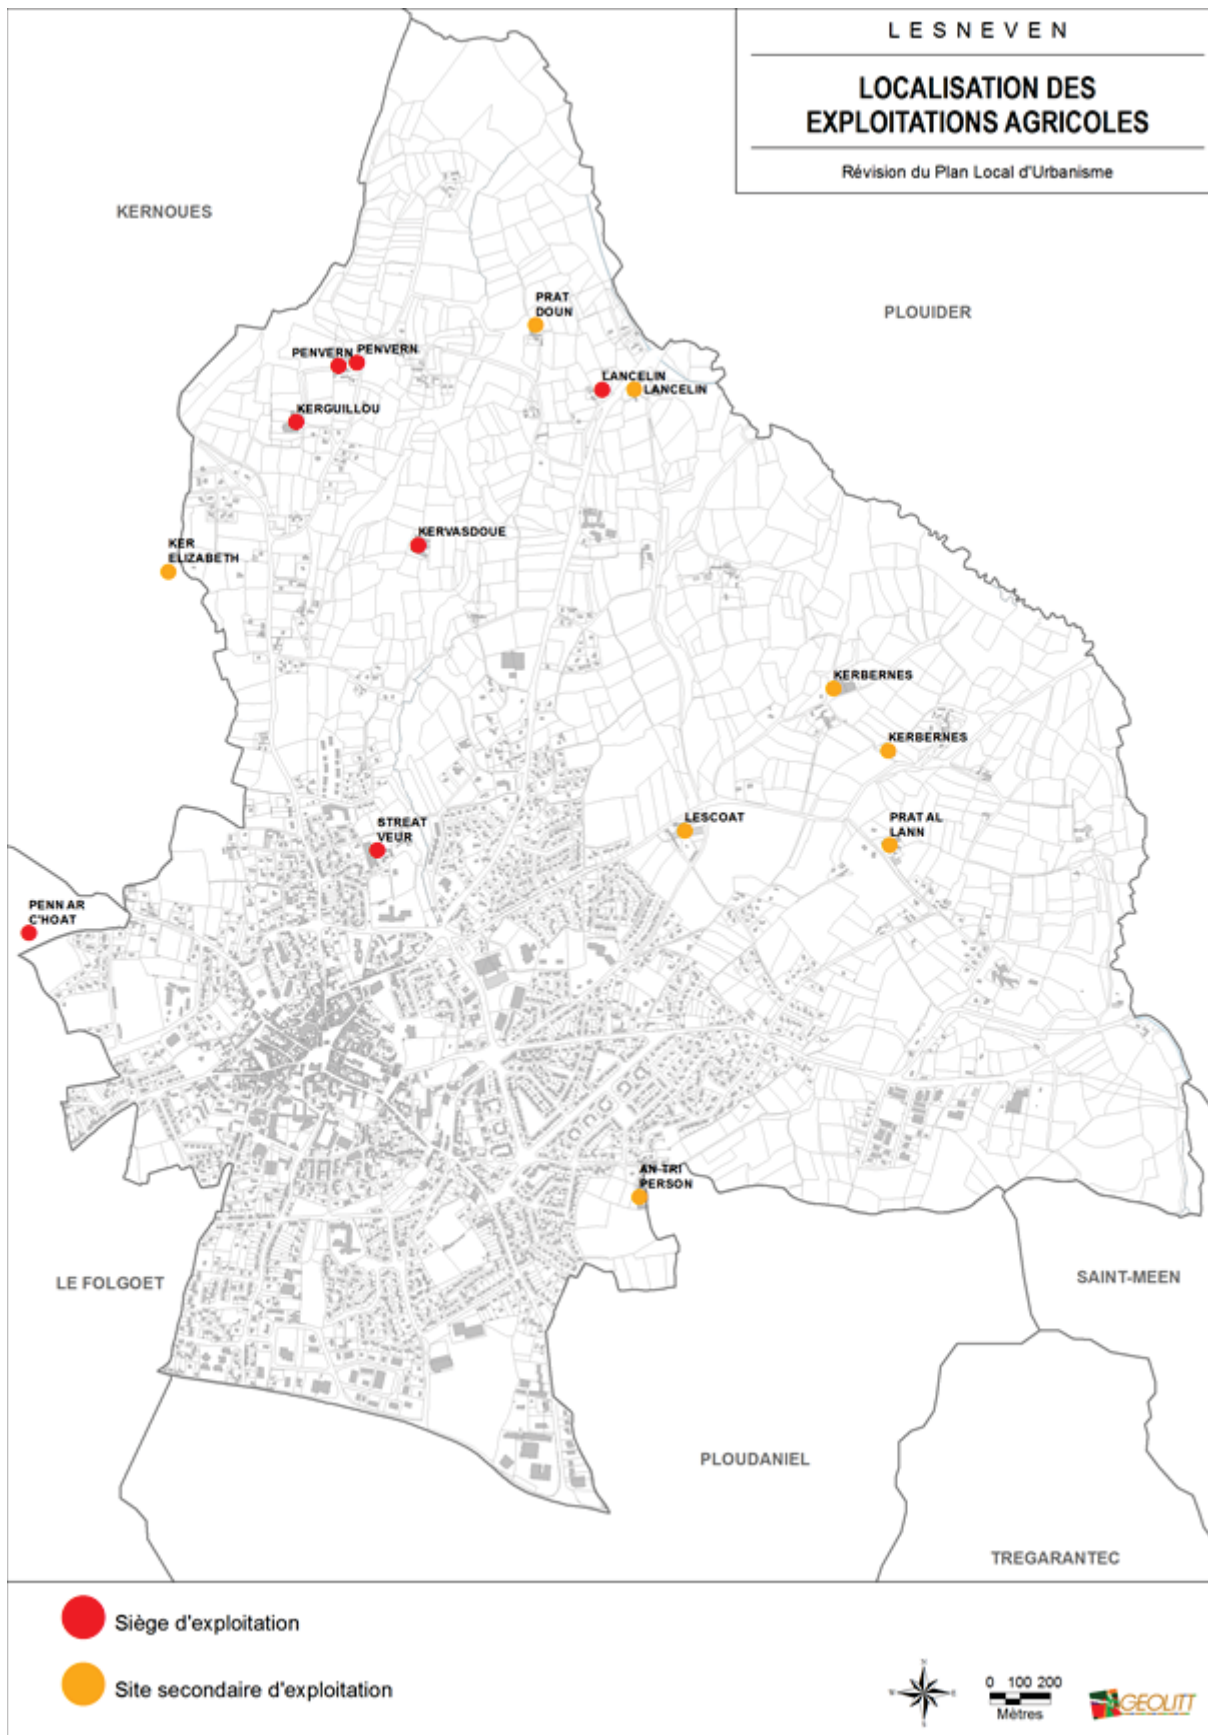 LESNEVEN
LOCALISATION DES
EXPLOITATIONS AGRICOLES
Révision du Plan Local d'Urbanisme
KERNOUES
PLOUIDER
PRAT
DOUN
PENVERN
PENVERN
LANCELIN
LANCELIN
KERGUILLOU
KERVASDOUE
KER
ELIZABETH
KERBERNES
KERBERNES
STREAT
VEUR
LESCOAT
PRAT AL
LANN
PENN AR
C'HOAT
AN TRI
PERSON
LE FOLGOET
SAINT-MEEN
PLOUDANIEL
TREGARANTEC
Siège d'exploitation
Site secondaire d'exploitation
N
W E
S
0 100 200
Mètres
GEOLITT